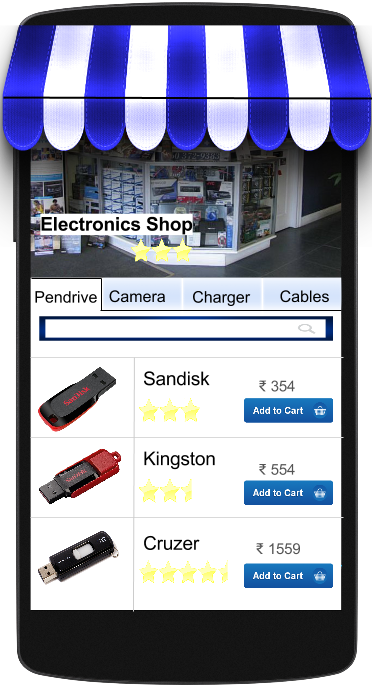 Electronics Shop
Pendrive Camera Charger Cables
Sandisk
₹ 354
Add to Cart
Kingston
₹ 554
Add to Cart
Cruzer
₹ 1559
Add to Cart